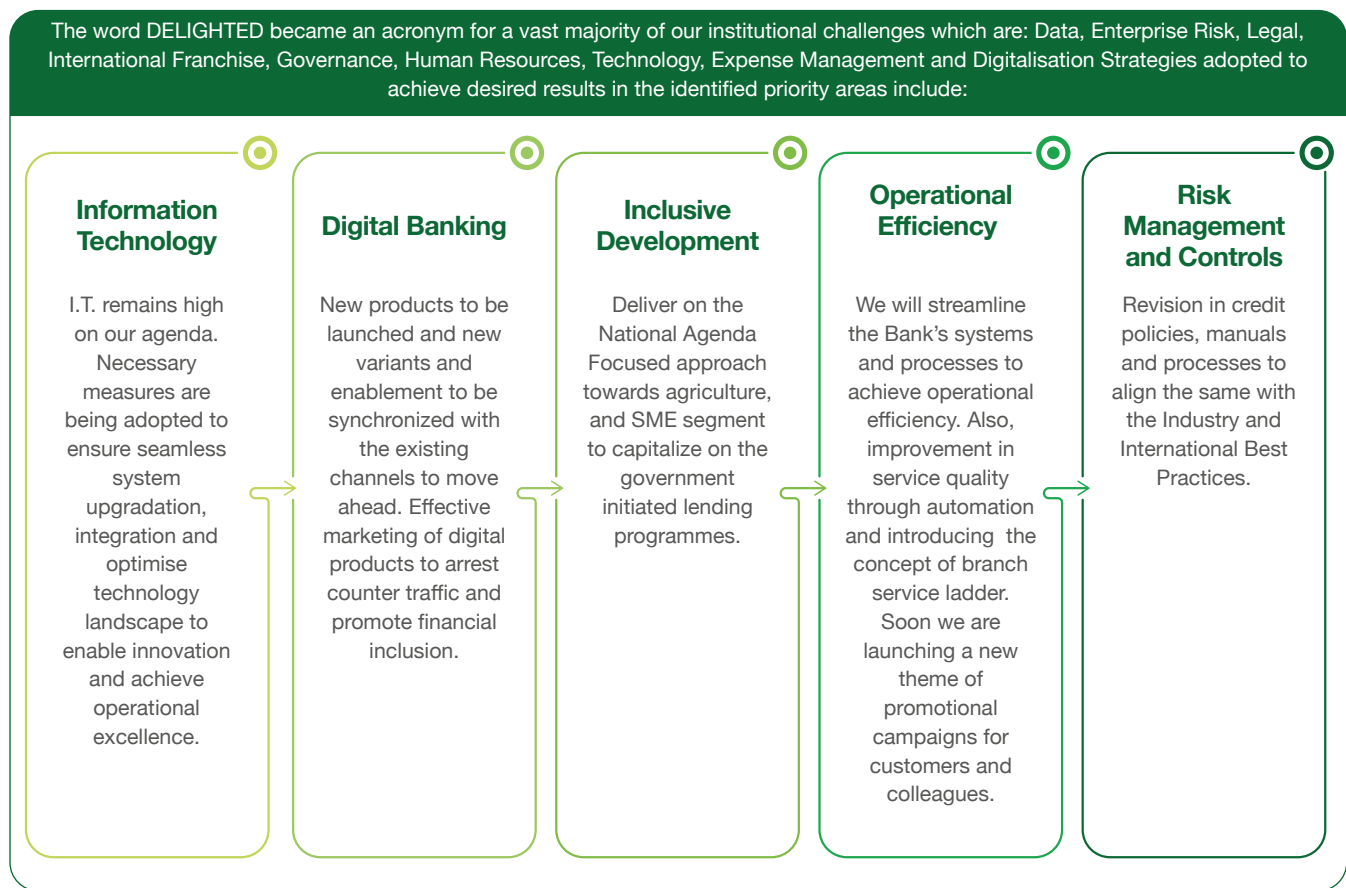 The word DELIGHTED became an acronym for a vast majority of our institutional challenges which are: Data, Enterprise Risk, Legal,
International Franchise, Governance, Human Resources, Technology, Expense Management and Digitalisation Strategies adopted to
achieve desired results in the identified priority areas include:
Information
Technology
I.T. remains high
on our agenda.
Necessary
measures are
being adopted to
ensure seamless
system
upgradation,
integration and
optimise
technology
landscape to
enable innovation
and achieve
operational
excellence.
Digital Banking
New products to be
launched and new
variants and
enablement to be
synchronized with
the existing
channels to move
ahead. Effective
marketing of digital
products to arrest
counter traffic and
promote financial
inclusion.
Inclusive
Development
Deliver on the
National Agenda
Focused approach
towards agriculture,
and SME segment
to capitalize on the
government
initiated lending
programmes.
Operational
Efficiency
We will streamline
the Bank’s systems
and processes to
achieve operational
efficiency. Also,
improvement in
service quality
through automation
and introducing  the
concept of branch
service ladder.
Soon we are
launching a new
theme of
promotional
campaigns for
customers and
colleagues.
Risk
Management
and Controls
Revision in credit
policies, manuals
and processes to
align the same with
the Industry and
International Best
Practices.